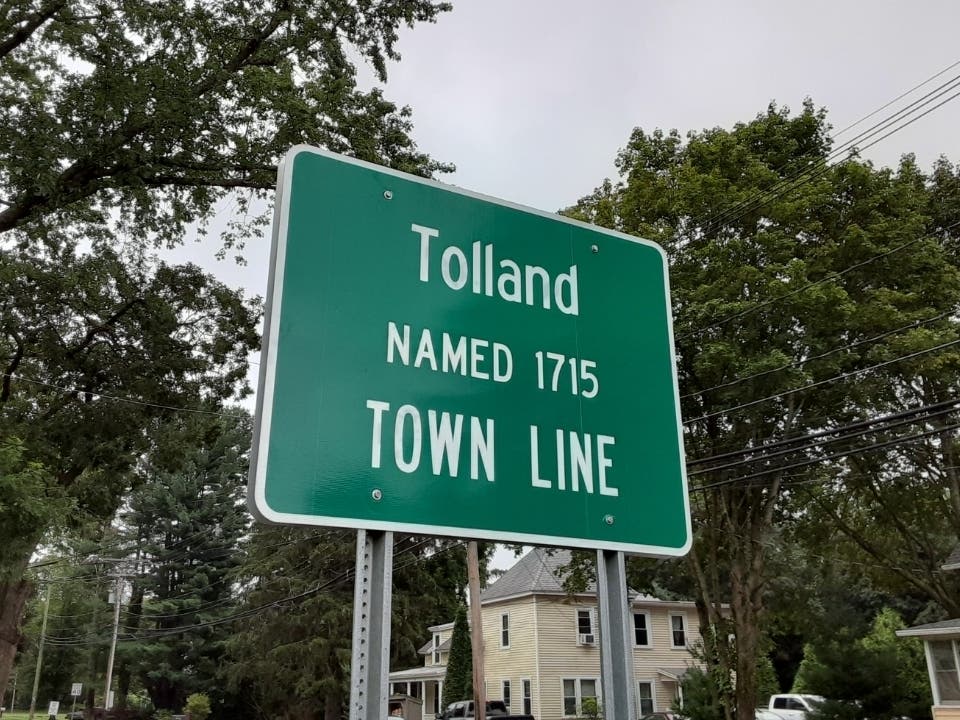 Tolland
NAMED 1715
TOWN LINE